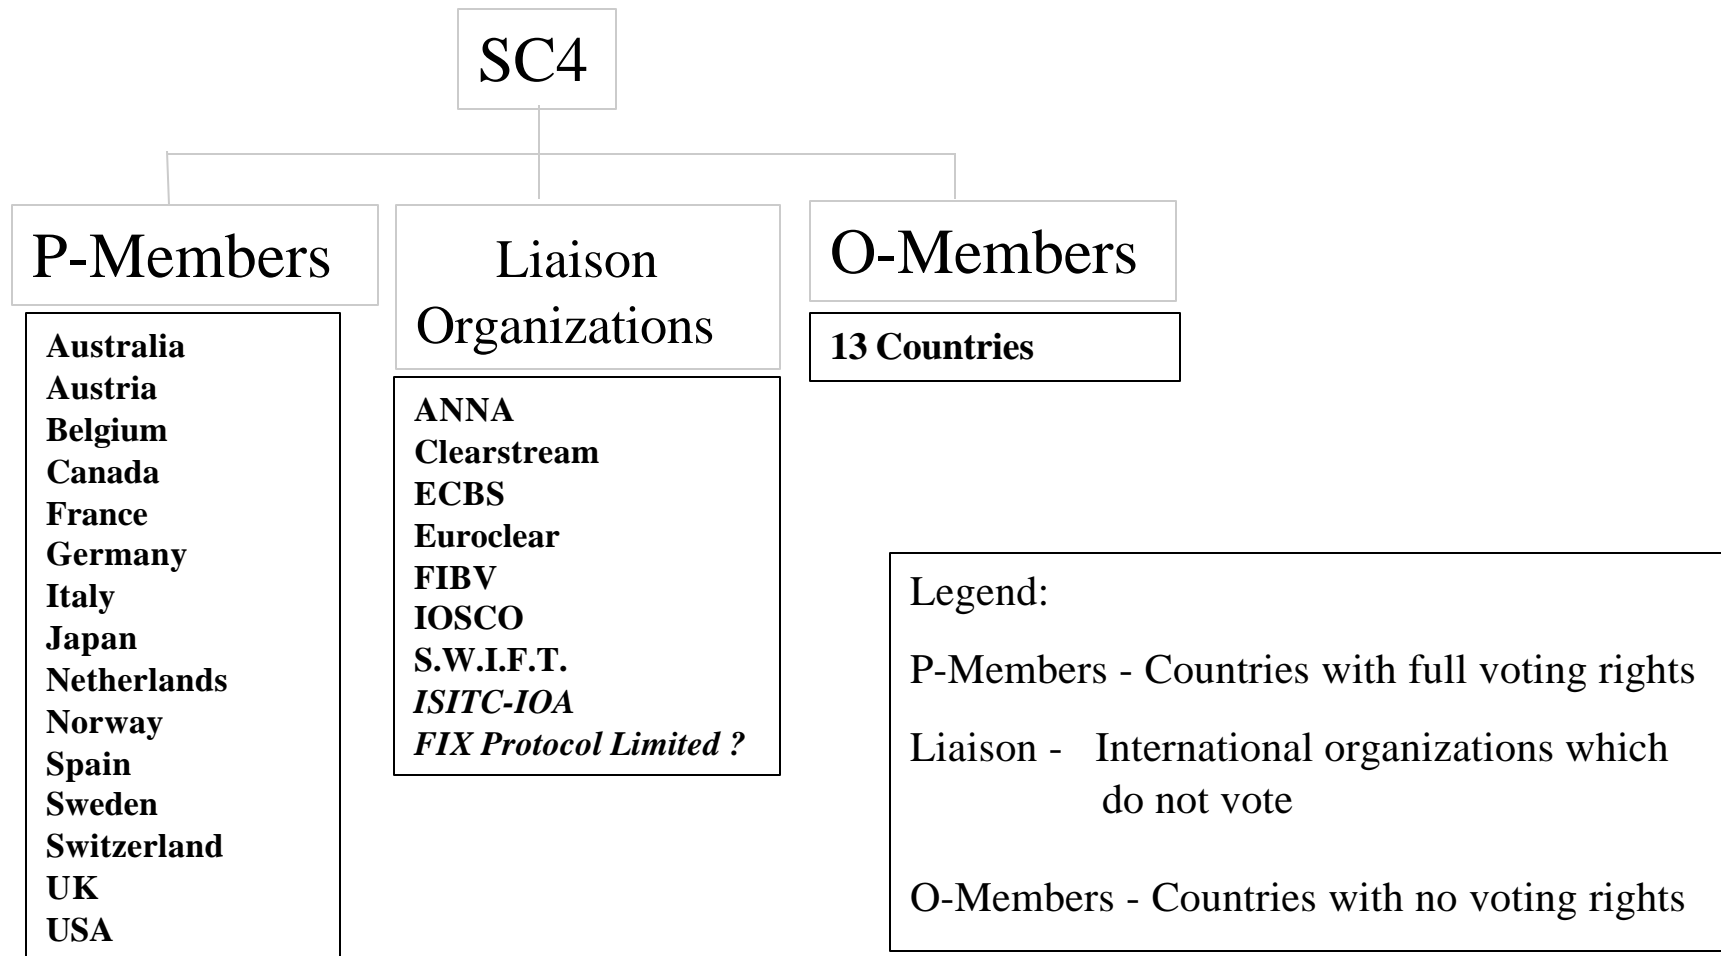 SC4
P-Members
Australia
Austria
Belgium
Canada
France
Germany
Italy
Japan
Netherlands
Norway
Spain
Sweden
Switzerland
UK
USA
Liaison
Organizations
ANNA
Clearstream
ECBS
Euroclear
FIBV
IOSCO
S.W.I.F.T.
ISITC-IOA
FIX Protocol Limited ?
O-Members
13 Countries
Legend:
P-Members - Countries with full voting rights
Liaison - International organizations which
do not vote
O-Members - Countries with no voting rights